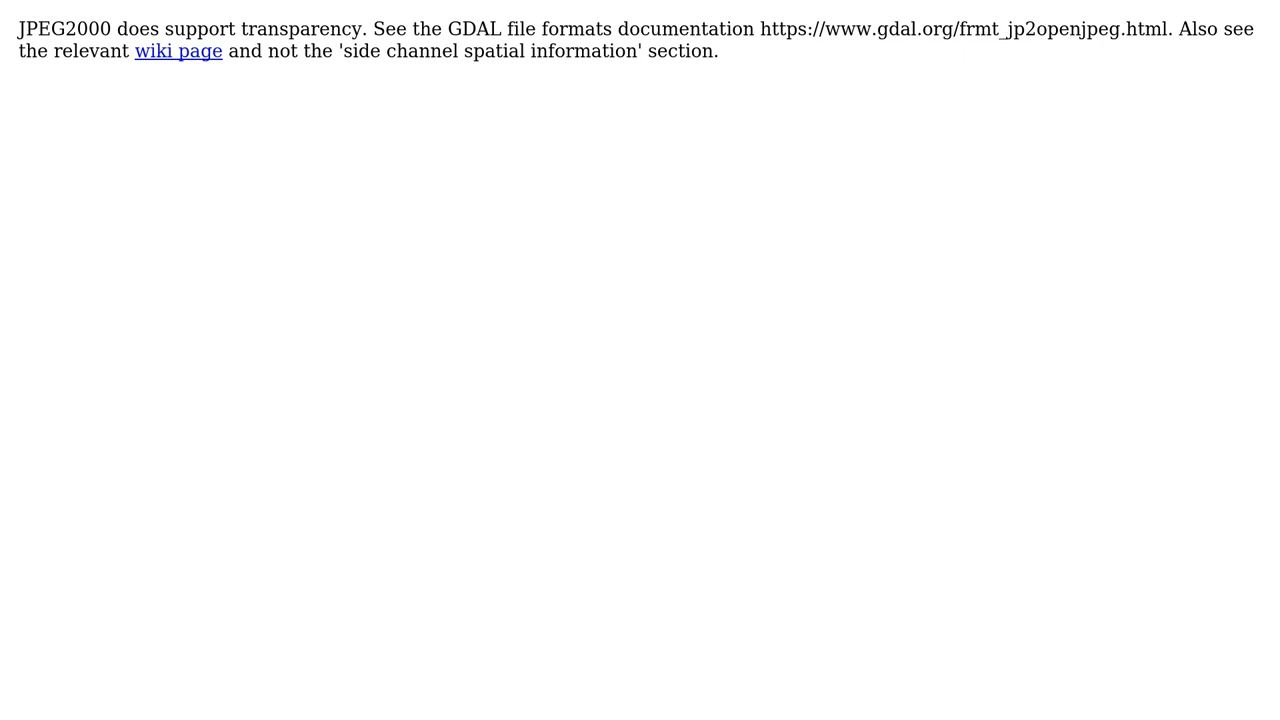 JPEG2000 does support transparency. See the GDAL file formats documentation https://www.gdal.org/frmt_jp2openjpeg.html. Also see
the relevant wiki page and not the 'side channel spatial information' section.